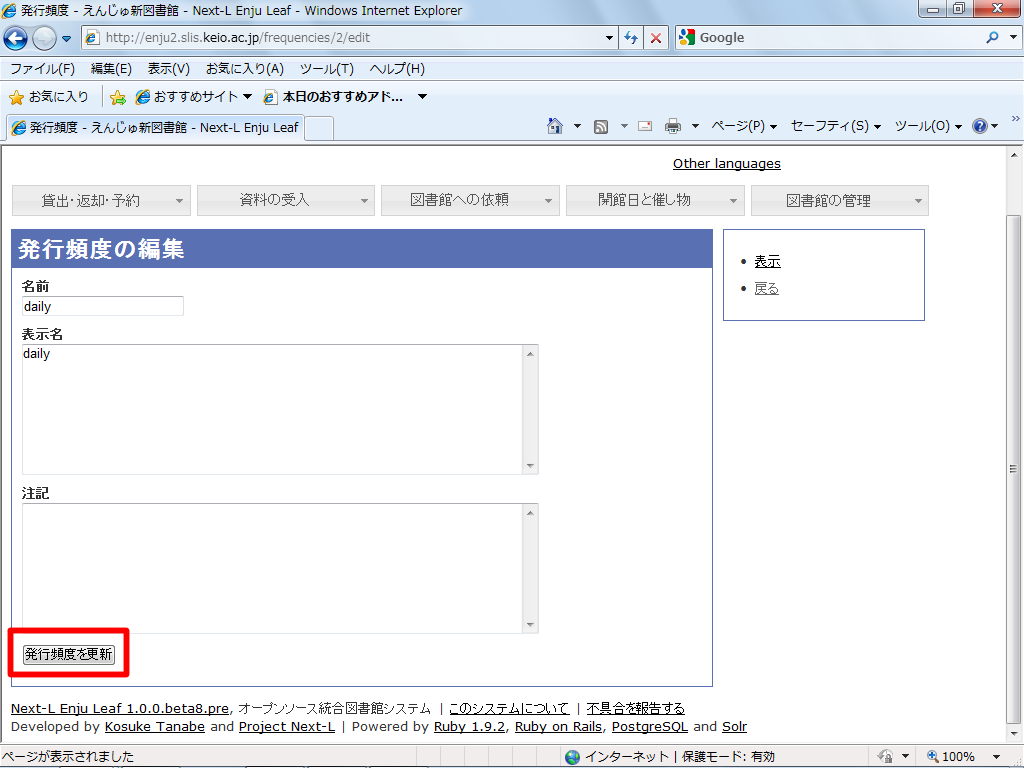 発行頻度 - えんじゅ新図書館 - Next-L Enju Leaf - Windows Internet Explorer
http://enju2.slis.keio.ac.jp/frequencies/2/edit
Google
ファイル(F) 編集(E) 表示(V) お気に入り(A) ツール(T) ヘルプ(H)
お気に入り おすすめサイト 本日のおすすめアド...
発行頻度 - えんじゅ新図書館 - Next-L Enju Leaf ページ(P) セーフティ(S) ツール(O) »
Other languages
貸出・返却・予約 資料の受入 図書館への依頼 開館日と催し物 図書館の管理
発行頻度の編集
名前
daily
表示名
daily
注記
発行頻度を更新
• 表示
• 戻る
Next-L Enju Leaf 1.0.0.beta8.pre, オープンソース統合図書館システム | このシステムについて | 不具合を報告する
Developed by Kosuke Tanabe and Project Next-L | Powered by Ruby 1.9.2, Ruby on Rails, PostgreSQL and Solr
ページが表示されました インターネット | 保護モード: 有効 100%